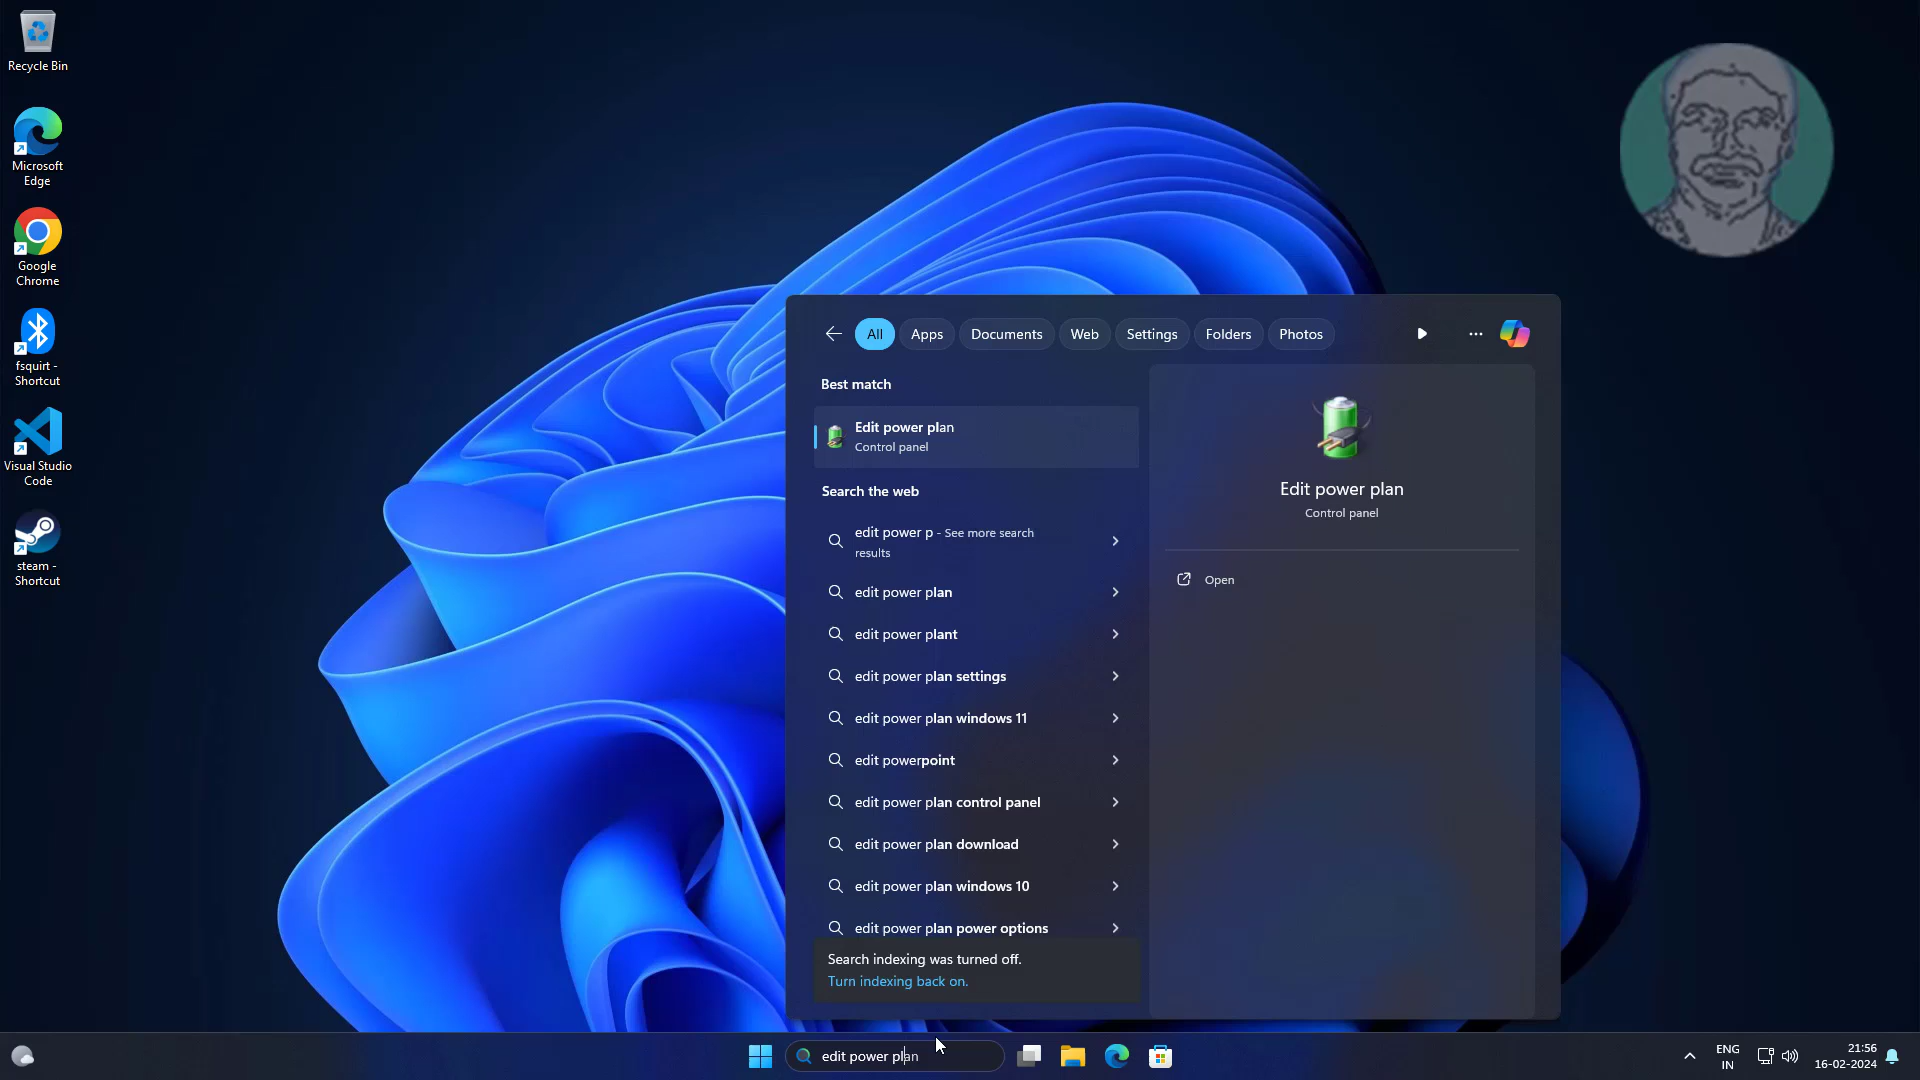 Recycle Bin
Microsoft
Edge
Google
Chrome
fsquirt -
Shortcut
Visual Studio
Code
steam -
Shortcut
All
Apps
Documents
Web
Settings
Folders
Photos
Best match
Edit power plan
Control panel
Search the web
edit power p - See more search
results
edit power plan
edit power plant
edit power plan settings
edit power plan windows 11
edit powerpoint
edit power plan control panel
edit power plan download
edit power plan windows 10
edit power plan power options
Search indexing was turned off.
Turn indexing back on.
Edit power plan
Control panel
Open
edit power plan
ENG
IN
21:56
16-02-2024